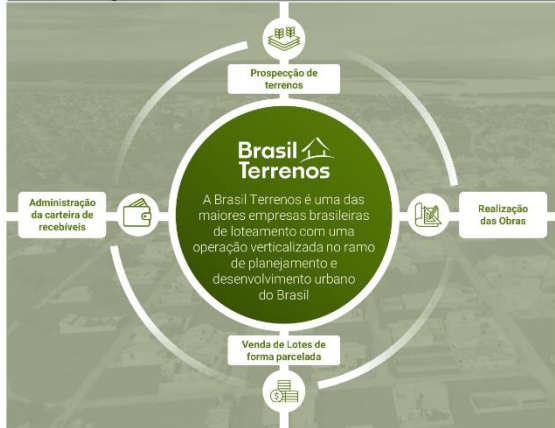 Prospecção de
terrenos
Brasil
Terrenos
A Brasil Terrenos é uma das
maiores empresas brasileiras
de loteamento com uma
operação verticalizada no ramo
de planejamento e
desenvolvimento urbano
do Brasil
Administração
da carteira de
recebíveis
Realização
das Obras
Venda de Lotes de
forma parcelada